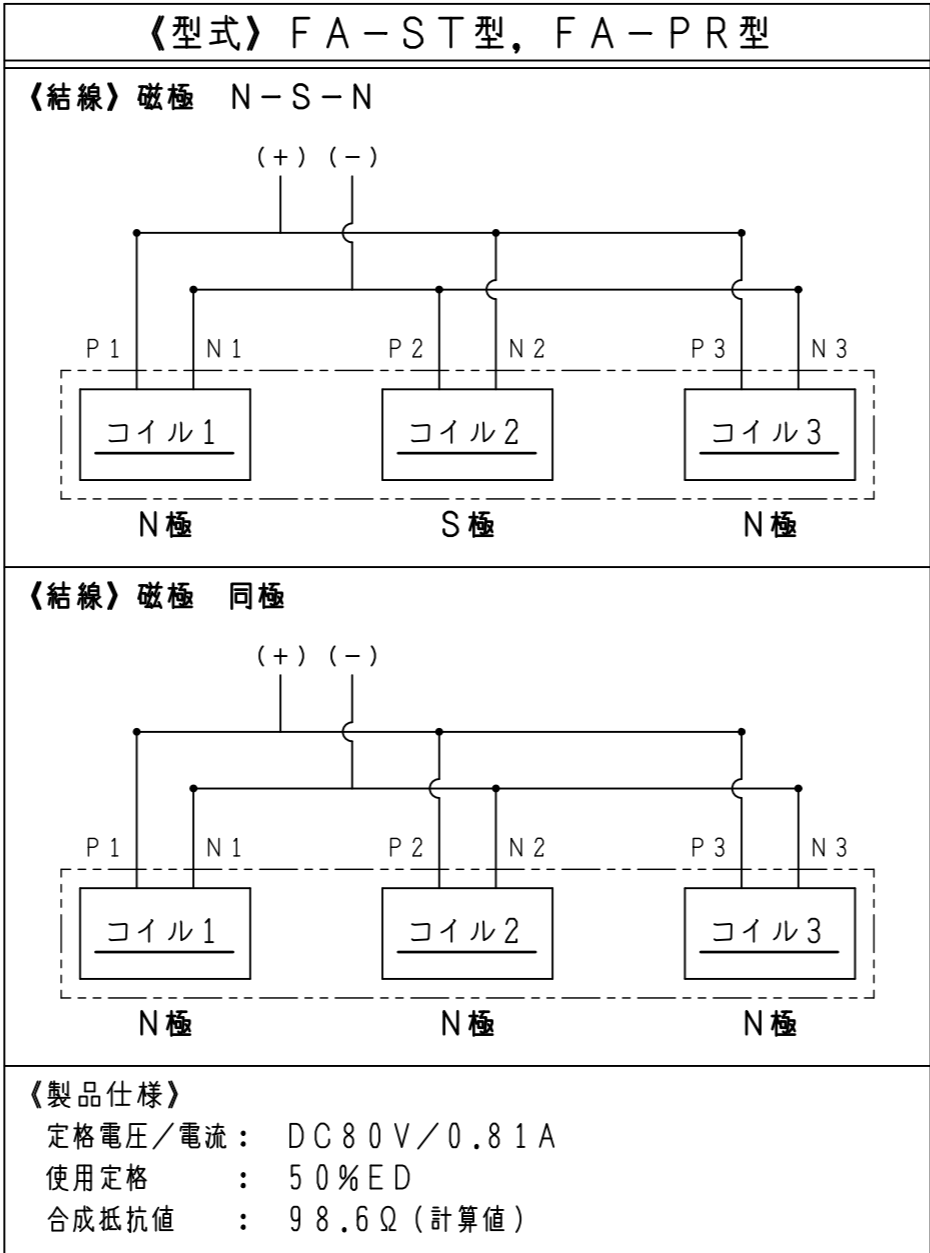 《型式》FA-ST型，FA-PR型
《結線》磁極 N-S-N
(+) (-)
P1 N1 P2 N2 P3 N3
コイル1 コイル2 コイル3
N極 S極 N極
《結線》磁極 同極
(+) (-)
P1 N1 P2 N2 P3 N3
コイル1 コイル2 コイル3
N極 N極 N極
《製品仕様》
定格電圧／電流： DC80V／0.81A
使用定格 ： 50%ED
合成抵抗値 ： 98.6Ω(計算値)